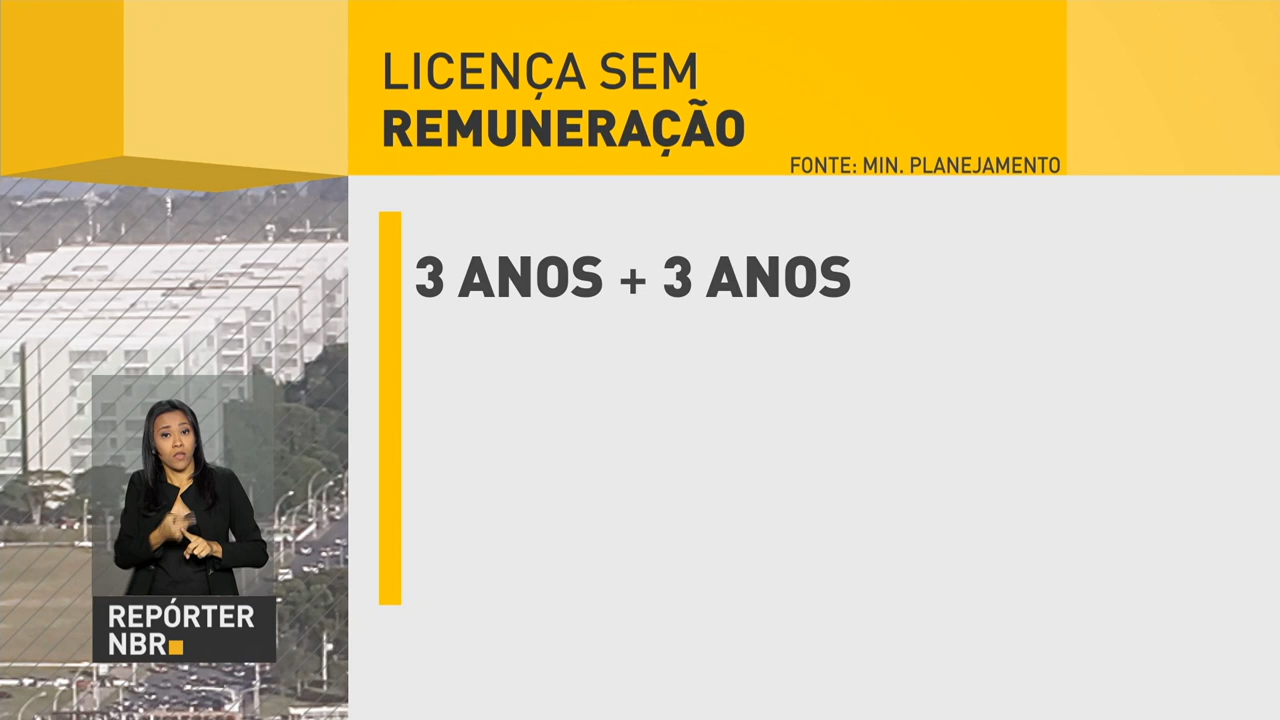 LICENÇA SEM
REMUNERAÇÃO
FONTE: MIN. PLANEJAMENTO
3 ANOS + 3 ANOS
REPÓRTER
NBR